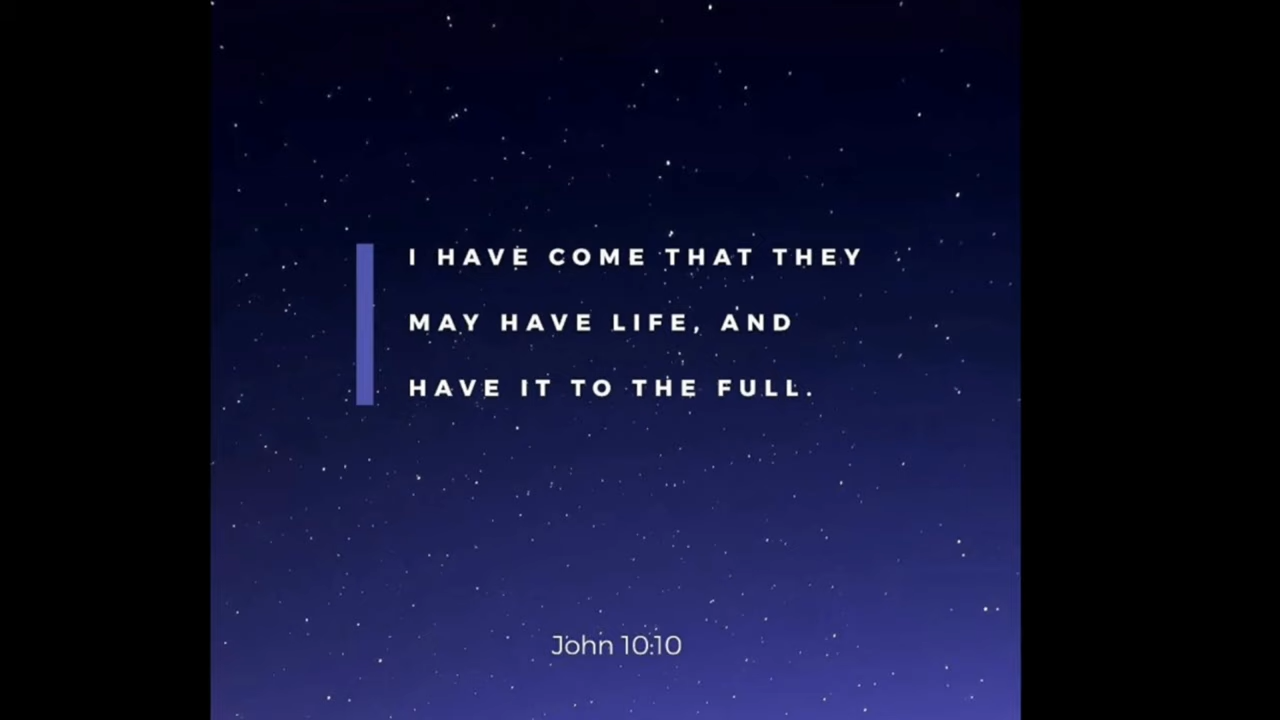 I HAVE COME THAT THEY
MAY HAVE LIFE, AND
HAVE IT TO THE FULL.
John 10:10